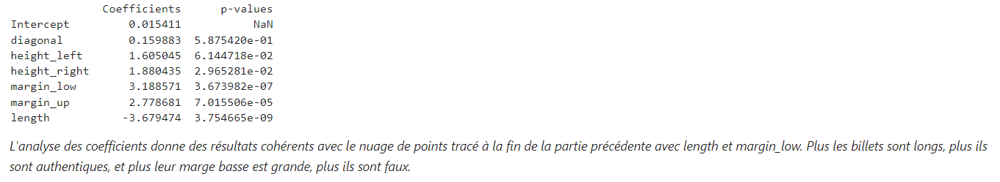 Coefficients p-values
Intercept 0.015411 NaN
diagonal 0.159883 5.875420e-01
height_left 1.605045 6.144718e-02
height_right 1.880435 2.965281e-02
margin_low 3.188571 3.673982e-07
margin_up 2.778681 7.015506e-05
length -3.679474 3.754665e-09
L'analyse des coefficients donne des résultats cohérents avec le nuage de points tracé à la fin de la partie précédente avec length et margin_low. Plus les billets sont longs, plus ils
sont authentiques, et plus leur marge basse est grande, plus ils sont faux.